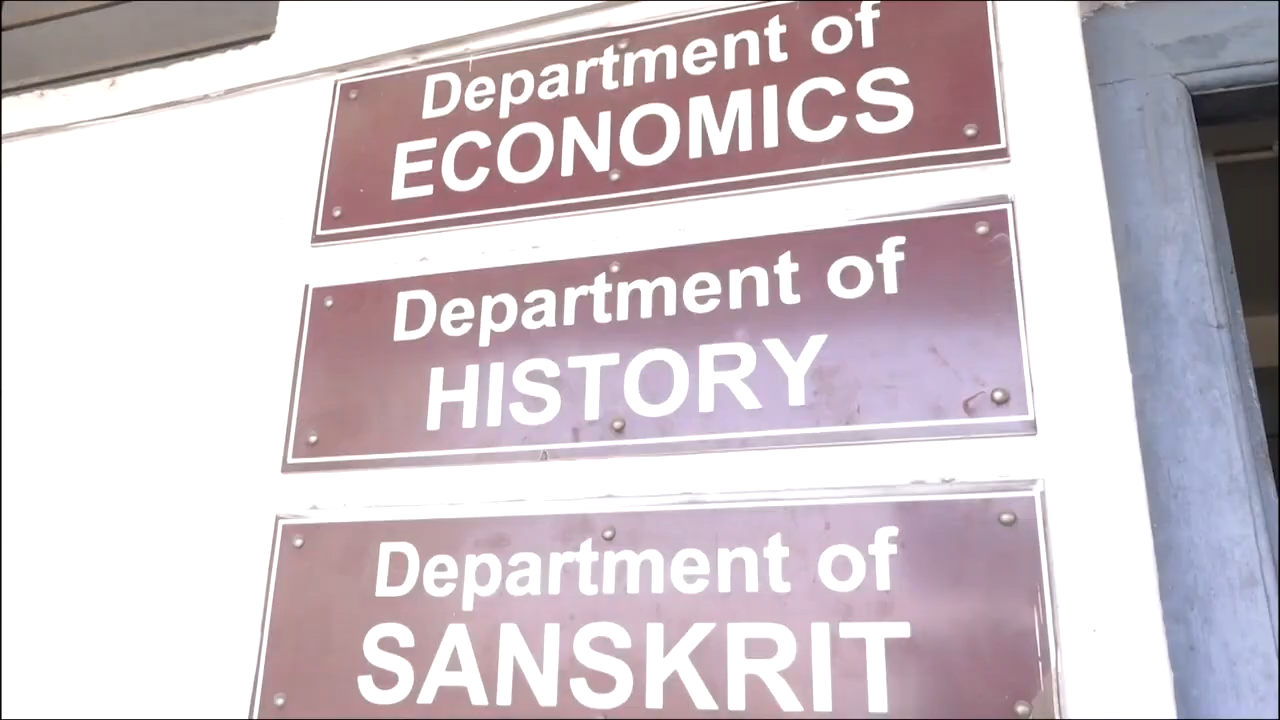 Department of
ECONOMICS
Department of
HISTORY
Department of
SANSKRIT